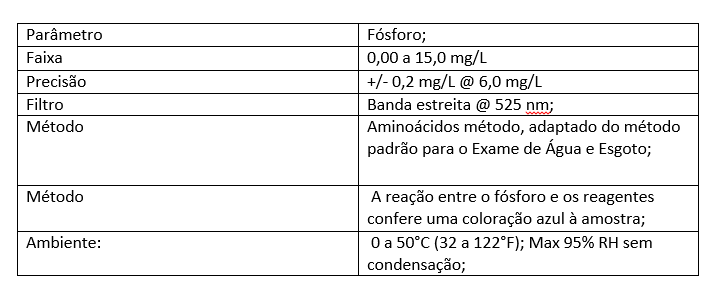 Parâmetro Fósforo;
Faixa 0,00 a 15,0 mg/L
Precisão +/- 0,2 mg/L @ 6,0 mg/L
Filtro Banda estreita @ 525 nm;
Método Aminoácidos método, adaptado do método
padrão para o Exame de Água e Esgoto;
Método A reação entre o fósforo e os reagentes
confere uma coloração azul à amostra;
Ambiente: 0 a 50°C (32 a 122°F); Max 95% RH sem
condensação;